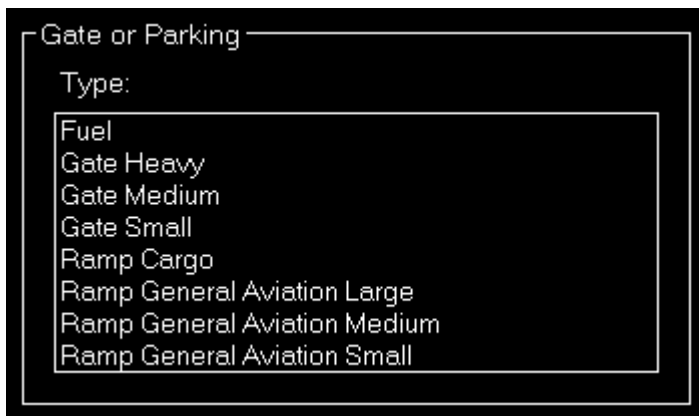 Gate or Parking
Type:
Fuel
Gate Heavy
Gate Medium
Gate Small
Ramp Cargo
Ramp General Aviation Large
Ramp General Aviation Medium
Ramp General Aviation Small